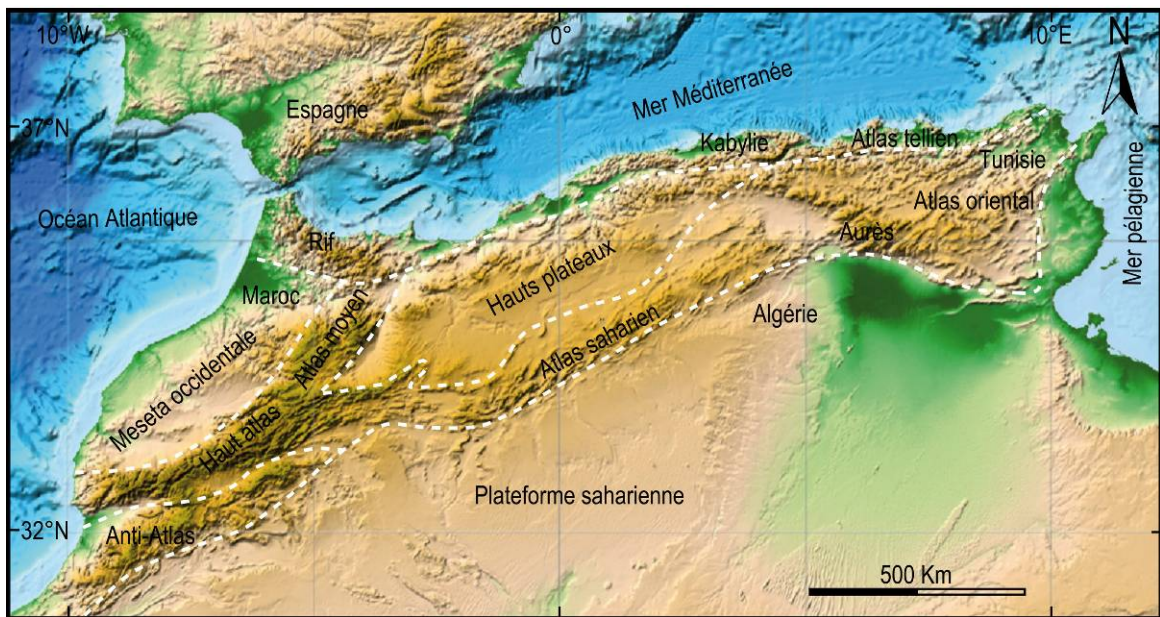 10°W
0°
10°E
N
Mer Méditerranée
Espagne
37°N
Kabylie
Atlas tellien
Tunisie
Océan Atlantique
Atlas oriental
Mer pélagienne
Rif
Aurès
Hauts plateaux
Maroc
Algérie
Atlas moyen
Atlas saharien
Meseta occidentale
Haut atlas
Plateforme saharienne
32°N
Anti-Atlas
500 Km